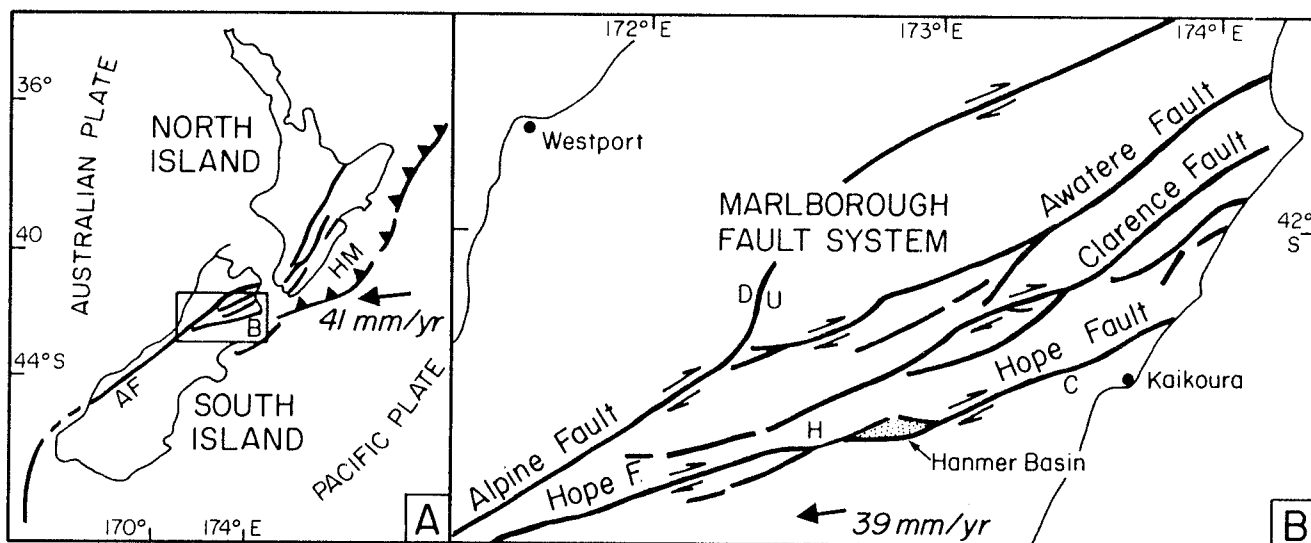 36°
40
44°S
170°
174°E
AUSTRALIAN PLATE
NORTH
ISLAND
HM
41 mm/yr
B
AF
SOUTH
ISLAND
PACIFIC PLATE
A
172°E
173°E
174°E
42°
S
Westport
MARLBOROUGH
FAULT SYSTEM
Awatere Fault
Clarence Fault
D U
Hope Fault
C
Kaikoura
Alpine Fault
Hope F.
H
Hanmer Basin
39 mm/yr
B